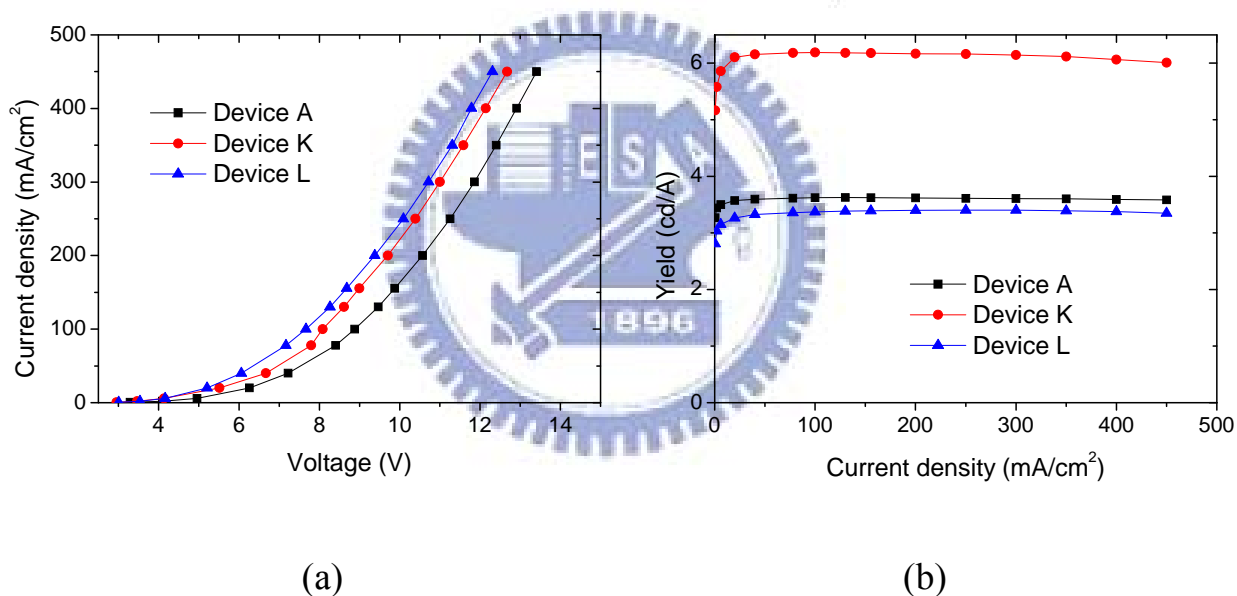 500
400
300
200
100
0
4
6
8
10
12
14
Current density (mA/cm²)
Voltage (V)
Device A
Device K
Device L
E S A
1896
6
4
2
0
0
100
200
300
400
500
Yield (cd/A)
Current density (mA/cm²)
Device A
Device K
Device L
(a)
(b)